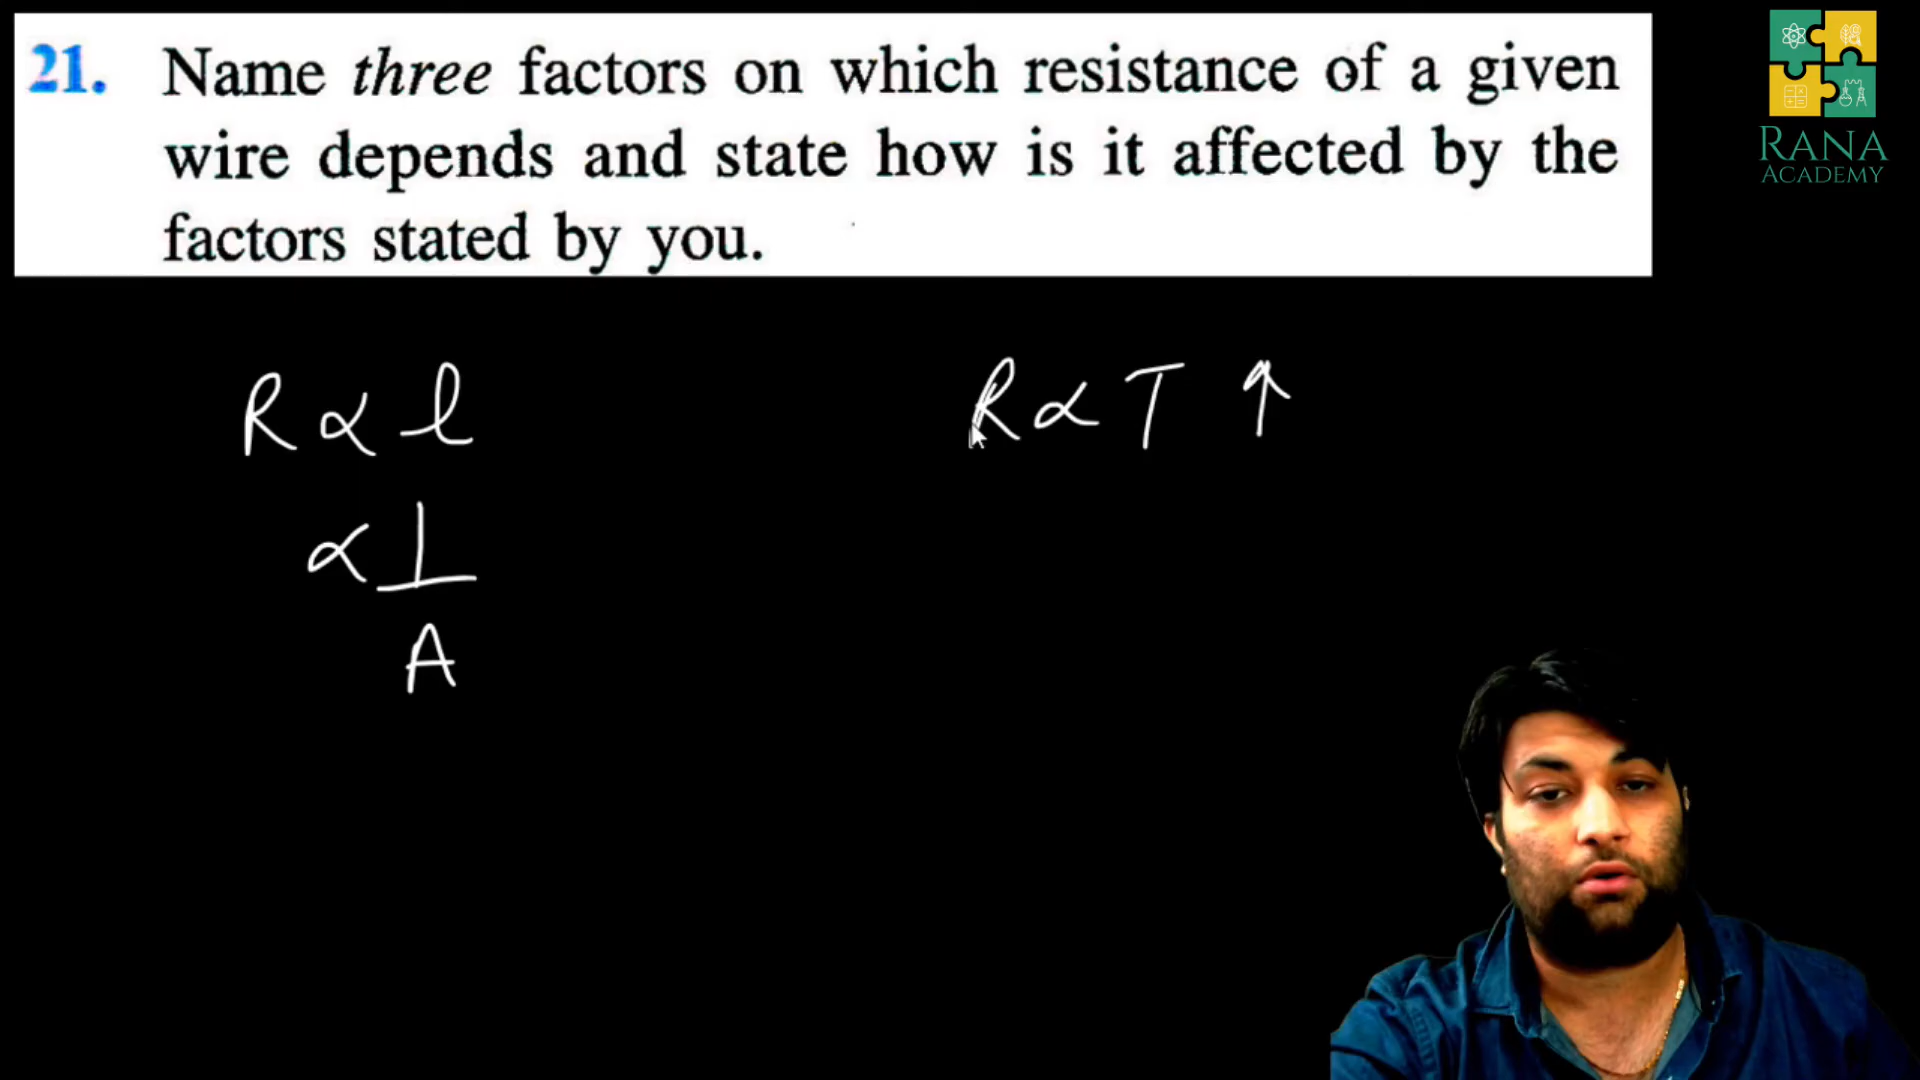 21. Name three factors on which resistance of a given
wire depends and state how is it affected by the
factors stated by you.
RANA
ACADEMY
R ∝ l
∝ 1
A
R ∝ T ↑